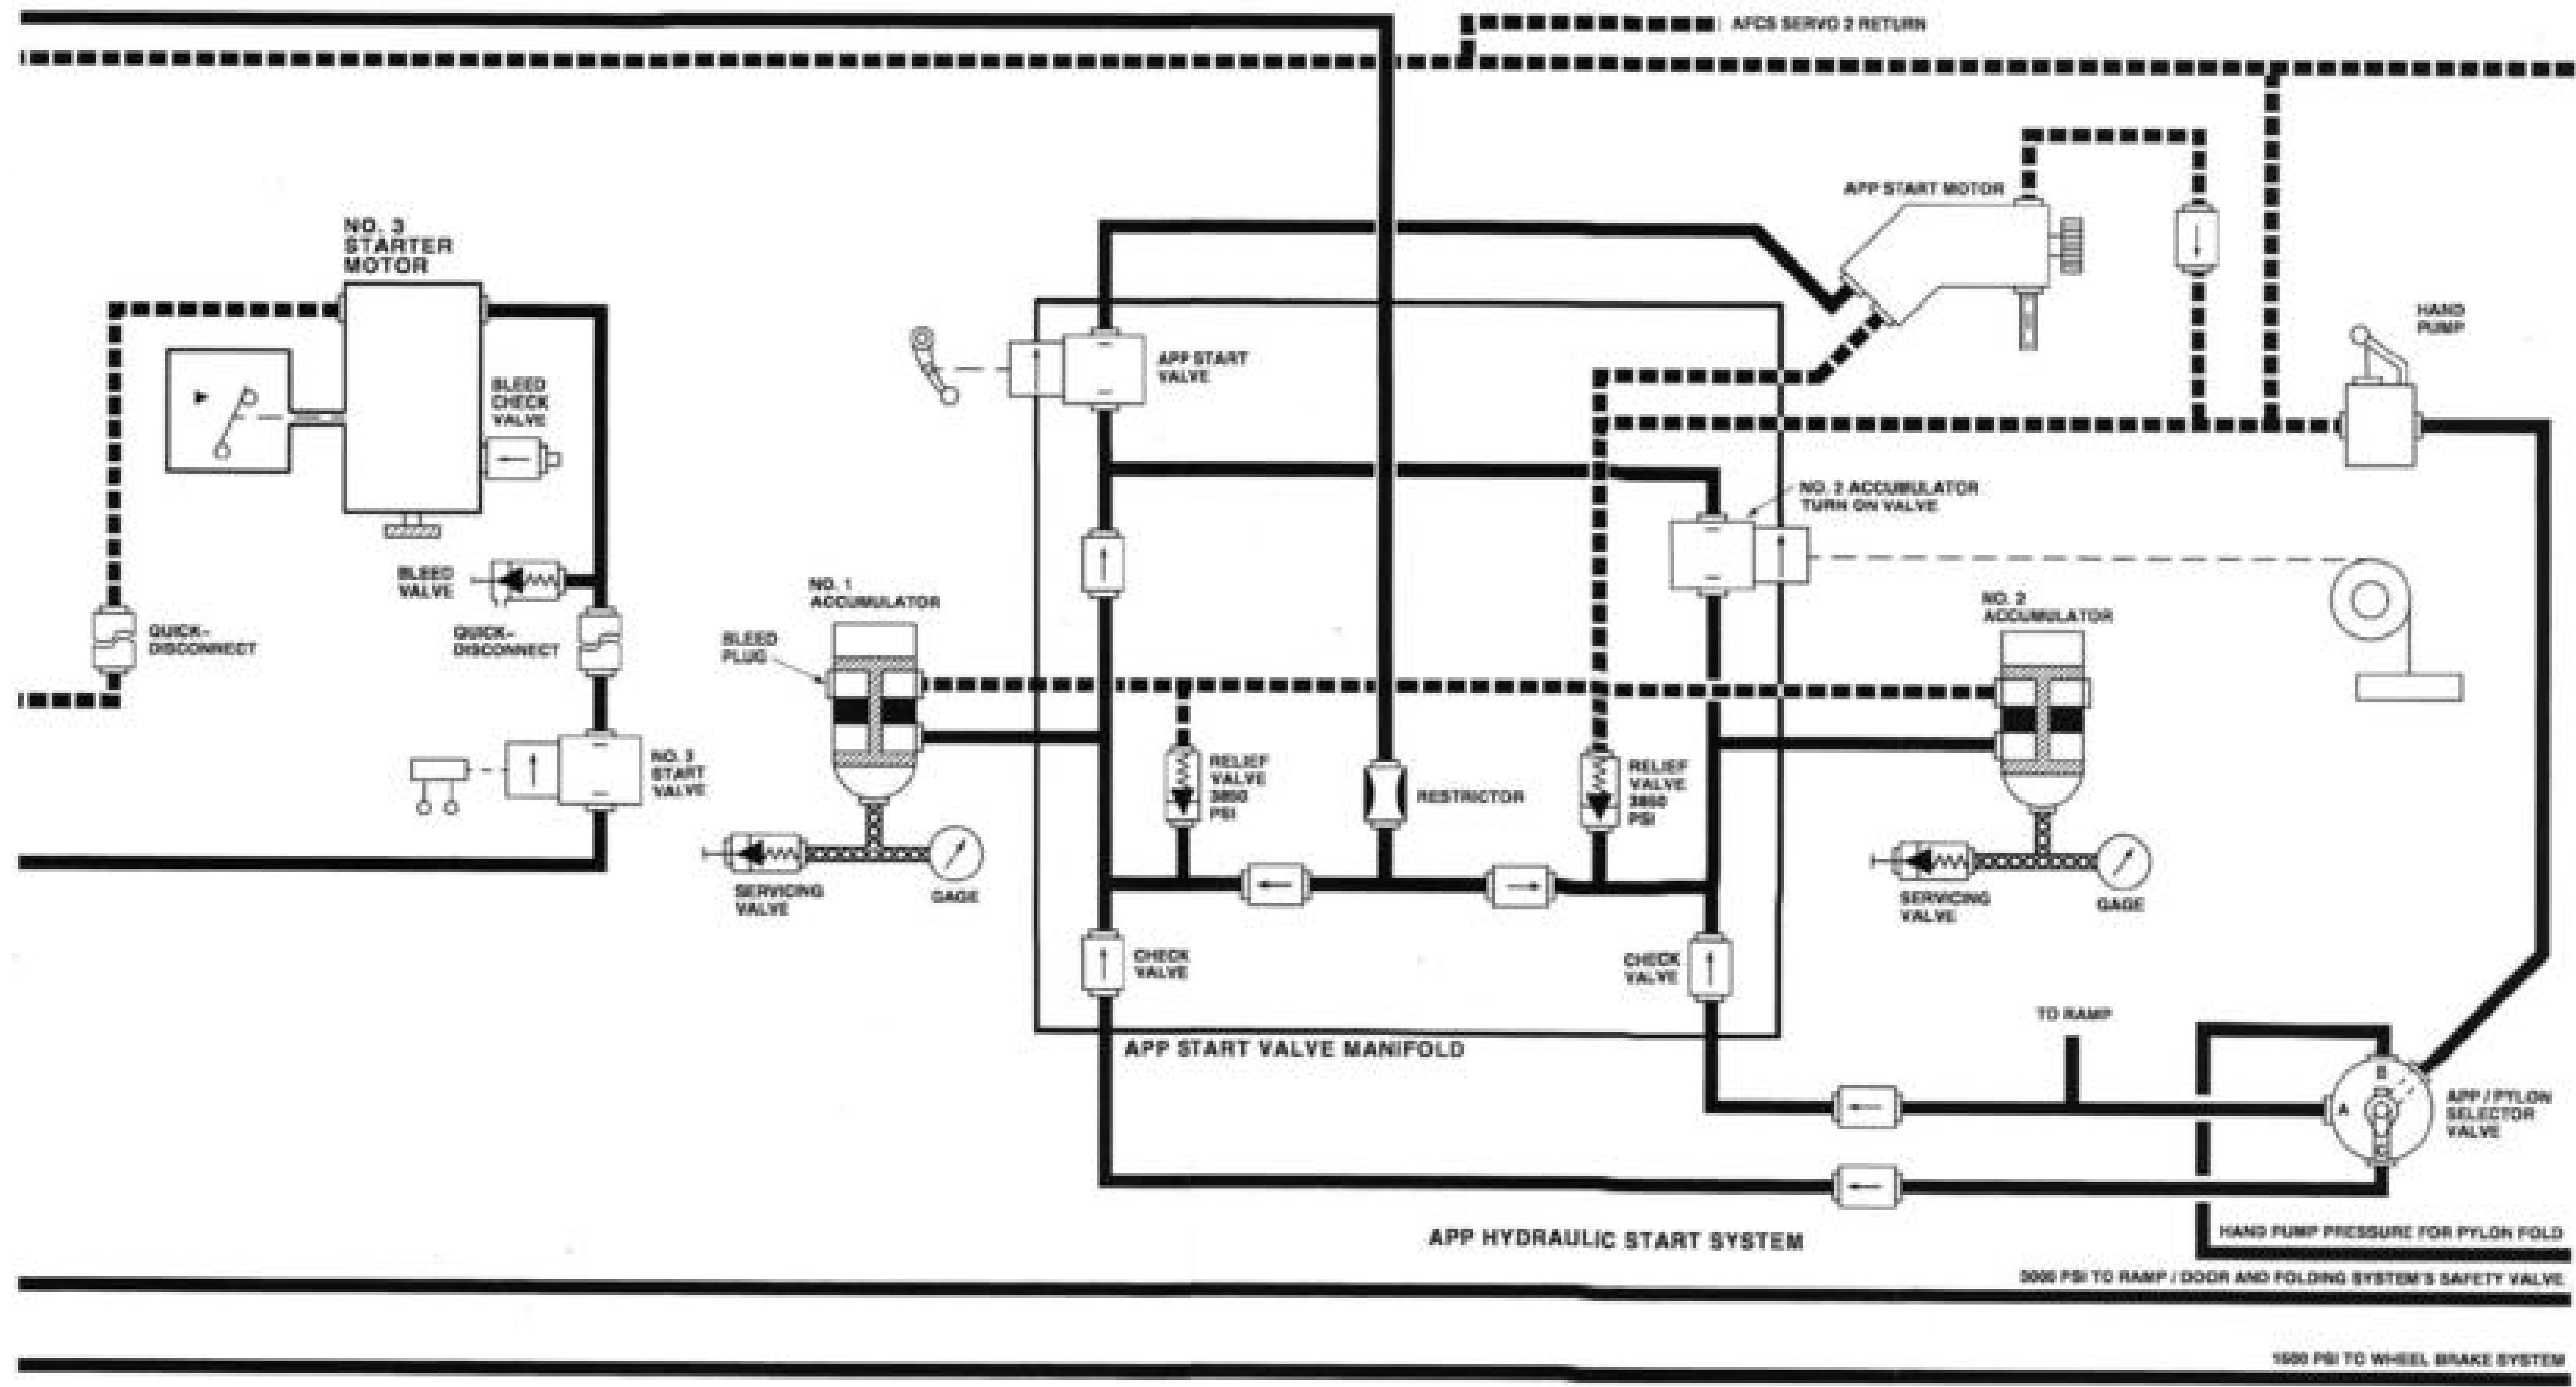 AFCS SERVO 2 RETURN
APP START MOTOR
NO. 3
STARTER
MOTOR
HAND
PUMP
BLEED
CHECK
VALVE
APP START
VALVE
NO. 2 ACCUMULATOR
TURN ON VALVE
BLEED
VALVE
NO. 1
ACCUMULATOR
NO. 2
ACCUMULATOR
QUICK-
DISCONNECT
QUICK-
DISCONNECT
BLEED
PLUG
NO. 3
START
VALVE
RELIEF
VALVE
3850
PSI
RESTRICTOR
RELIEF
VALVE
3850
PSI
SERVICING
VALVE
GAGE
SERVICING
VALVE
GAGE
CHECK
VALVE
CHECK
VALVE
TO RAMP
APP START VALVE MANIFOLD
B
A
C
APP / PYLON
SELECTOR
VALVE
APP HYDRAULIC START SYSTEM
HAND PUMP PRESSURE FOR PYLON FOLD
3000 PSI TO RAMP / DOOR AND FOLDING SYSTEM'S SAFETY VALVE
1500 PSI TO WHEEL BRAKE SYSTEM